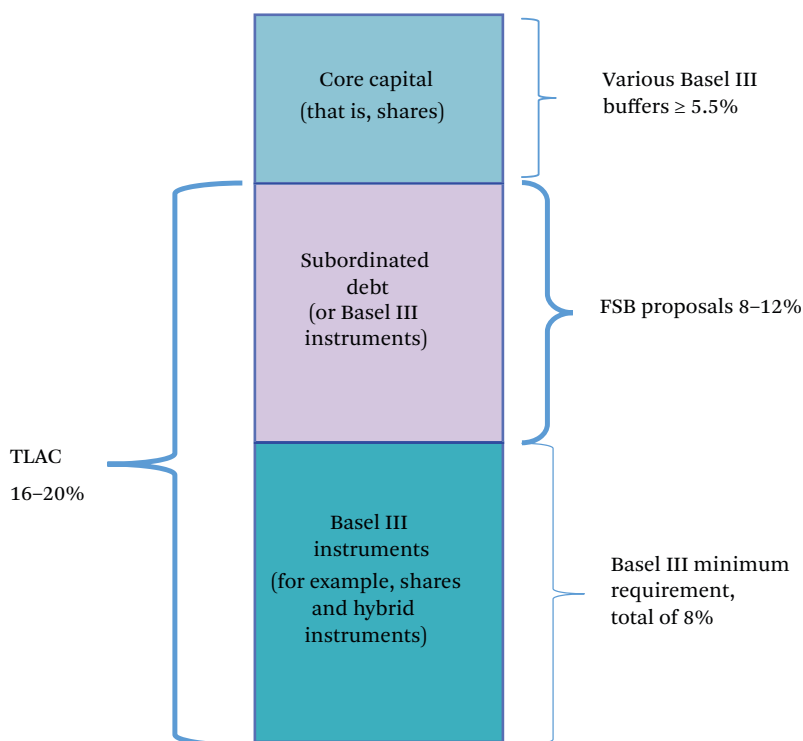 Core capital
(that is, shares)
Various Basel III
buffers ≥ 5.5%
Subordinated
debt
(or Basel III
instruments)
FSB proposals 8–12%
TLAC
16–20%
Basel III
instruments
(for example, shares
and hybrid
instruments)
Basel III minimum
requirement,
total of 8%